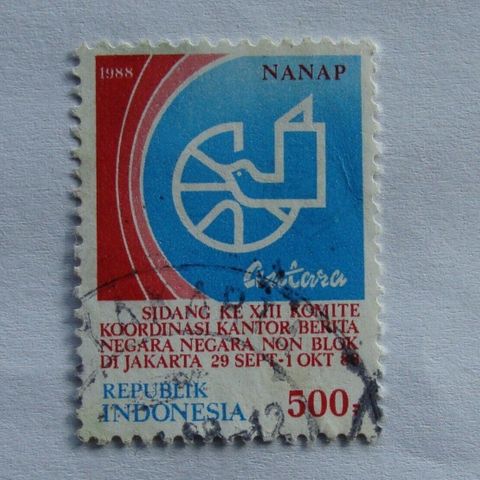 1988 NANAP
antara
SIDANG KE XIII KOMITE
KOORDINASI KANTOR BERITA
NEGARA NEGARA NON BLOK
DI JAKARTA 29 SEPT-1 OKT 88
REPUBLIK
INDONESIA 500,-